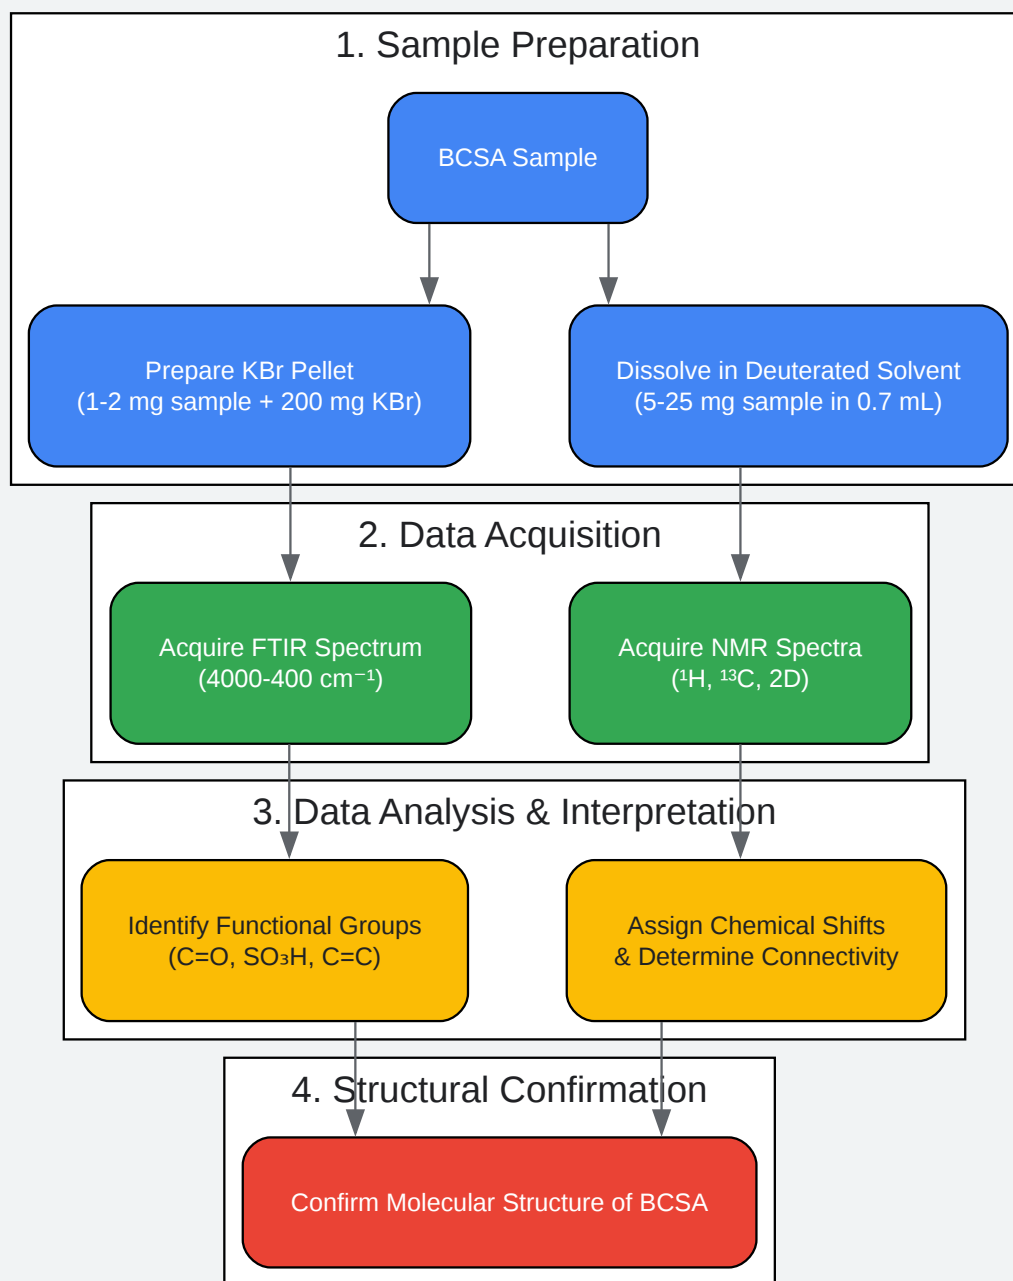 1. Sample Preparation
BCSA Sample
Prepare KBr Pellet
(1-2 mg sample + 200 mg KBr)
Dissolve in Deuterated Solvent
(5-25 mg sample in 0.7 mL)
2. Data Acquisition
Acquire FTIR Spectrum
(4000-400 cm⁻¹)
Acquire NMR Spectra
(¹H, ¹³C, 2D)
3. Data Analysis & Interpretation
Identify Functional Groups
(C=O, SO₃H, C=C)
Assign Chemical Shifts
& Determine Connectivity
4. Structural Confirmation
Confirm Molecular Structure of BCSA